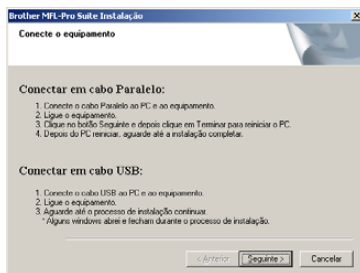 Brother MFL-Pro Suite Instalação
Conecte o equipamento
Conectar em cabo Paralelo:
1. Conecte o cabo Paralelo ao PC e ao equipamento.
2. Ligue o equipamento.
3. Clique no botão Seguinte e depois clique em Terminar para reiniciar o PC.
4. Depois do PC reiniciar, aguarde até a instalação completar.
Conectar em cabo USB:
1. Conecte o cabo USB ao PC e ao equipamento.
2. Ligue o equipamento.
3. Aguarde até o processo de instalação continuar.
* Alguns windows abrei e fecham durante o processo de instalação.
< Anterior
Seguinte >
Cancelar